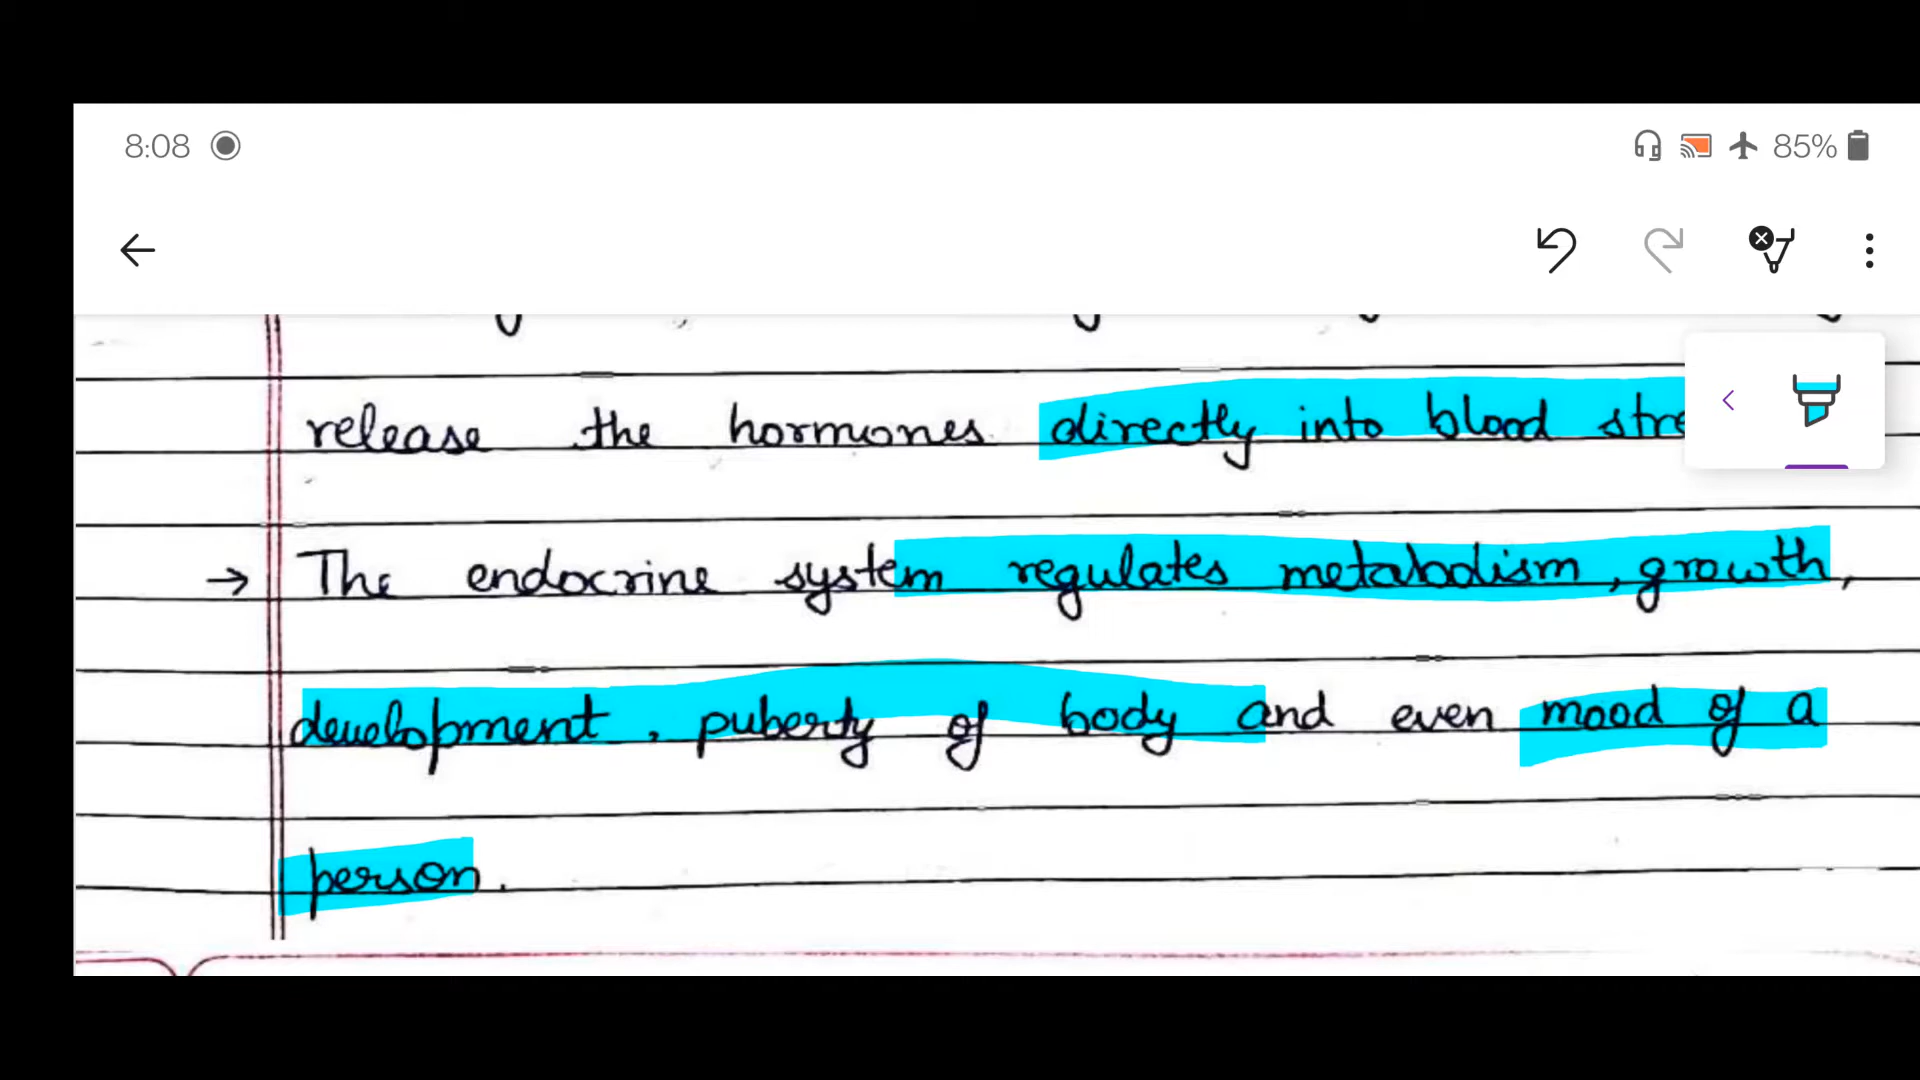 8:08 85%
release the hormones directly into blood
→ The endocrine system regulates metabolism, growth,
development, puberty of body and even mood of a
person.